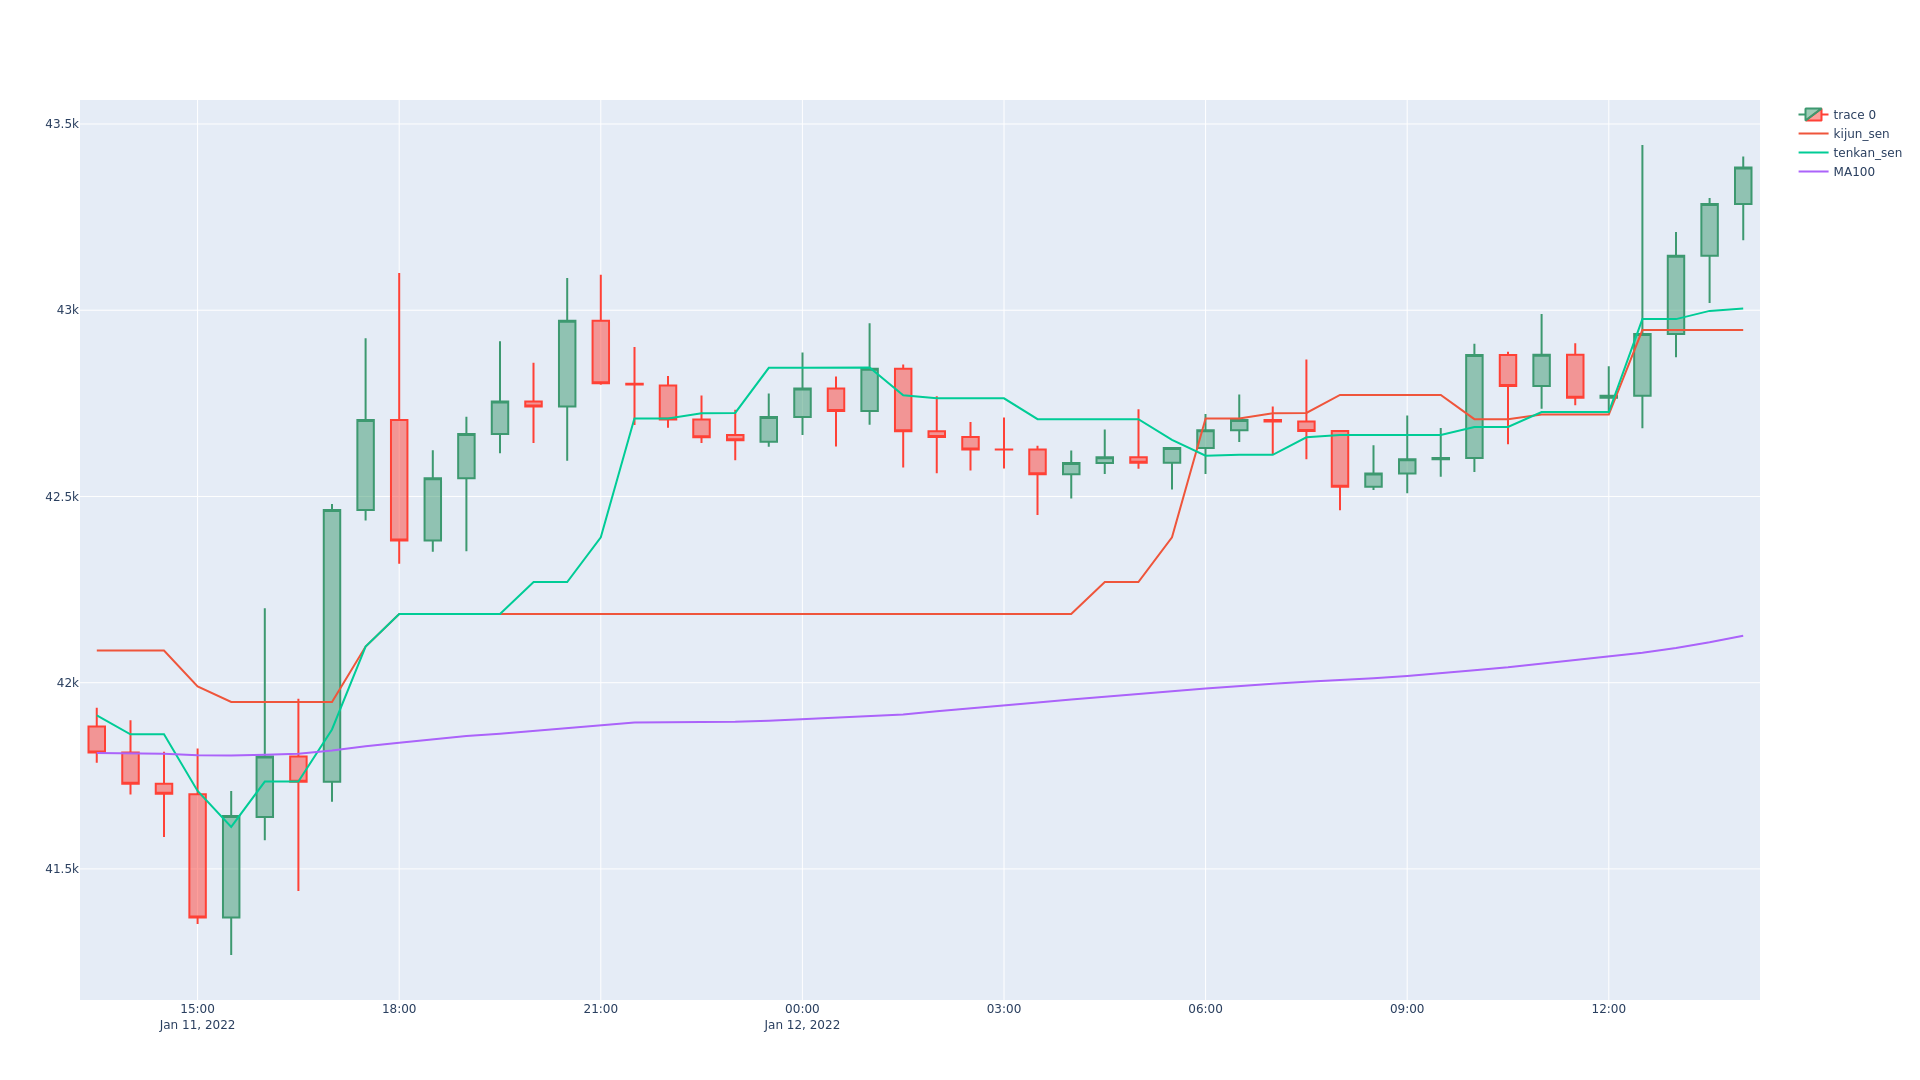 43.5k
43k
42.5k
42k
41.5k
15:00
Jan 11, 2022
18:00
21:00
00:00
Jan 12, 2022
03:00
06:00
09:00
12:00
trace 0
kijun_sen
tenkan_sen
MA100